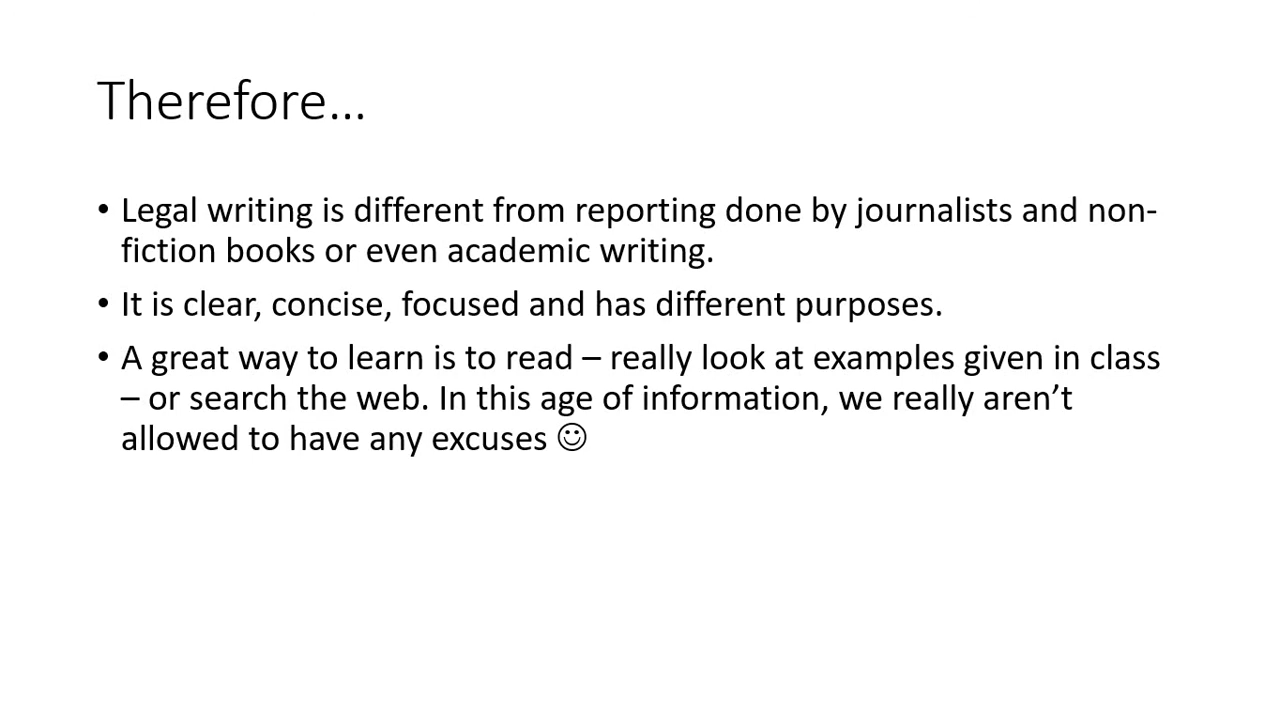 Therefore...
• Legal writing is different from reporting done by journalists and non-
fiction books or even academic writing.
• It is clear, concise, focused and has different purposes.
• A great way to learn is to read – really look at examples given in class
– or search the web. In this age of information, we really aren’t
allowed to have any excuses ☺